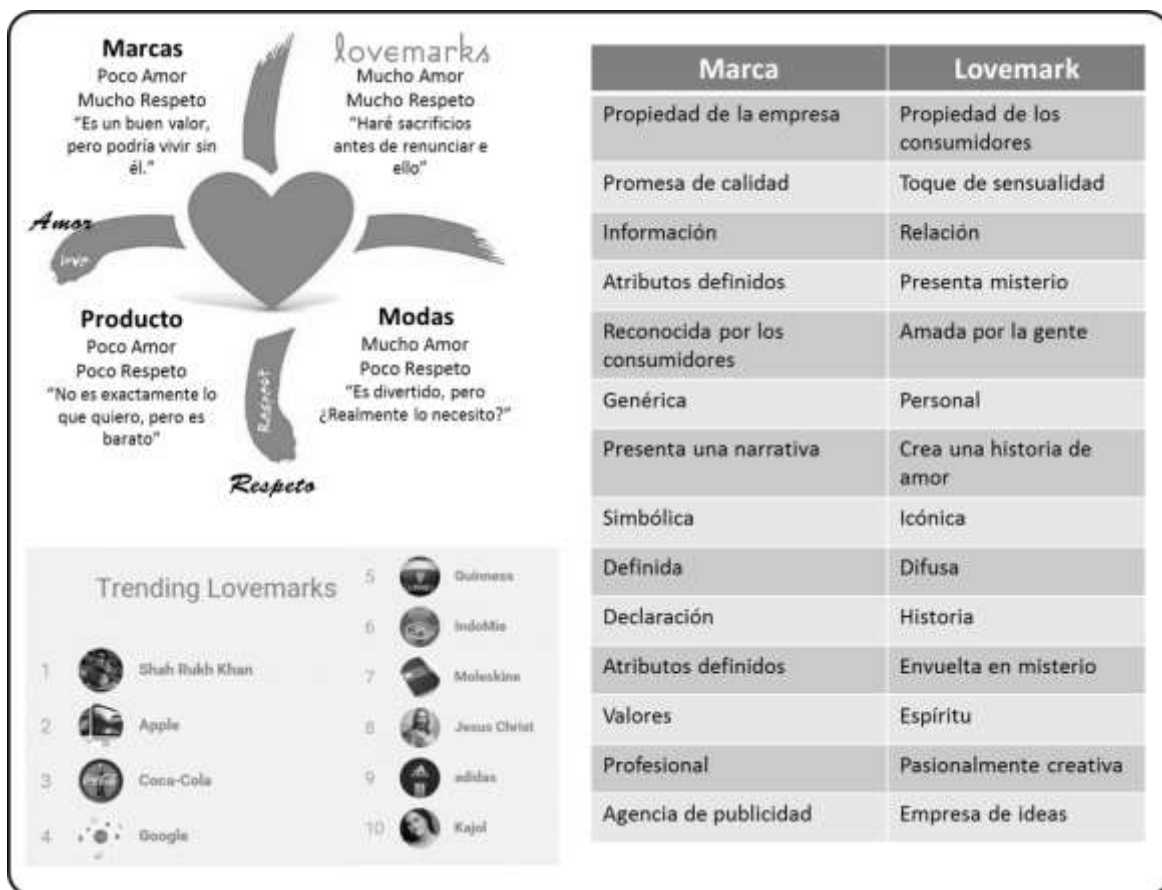 Marcas
Poco Amor
Mucho Respeto
"Es un buen valor,
pero podría vivir sin
él."
lovemarks
Mucho Amor
Mucho Respeto
"Haré sacrificios
antes de renunciar e
ello"
Amor
love
Producto
Poco Amor
Poco Respeto
"No es exactamente lo
que quiero, pero es
barato"
Modas
Mucho Amor
Poco Respeto
"Es divertido, pero
¿Realmente lo necesito?"
Respect
Respeto
Trending Lovemarks
1 Shah Rukh Khan
2 Apple
3 Coca-Cola
4 Google
5 Guinness
6 IndoMie
7 Moleskine
8 Jesus Christ
9 adidas
10 Kajol
Marca Lovemark
Propiedad de la empresa Propiedad de los
consumidores
Promesa de calidad Toque de sensualidad
Información Relación
Atributos definidos Presenta misterio
Reconocida por los Amada por la gente
consumidores
Genérica Personal
Presenta una narrativa Crea una historia de
amor
Simbólica Icónica
Definida Difusa
Declaración Historia
Atributos definidos Envuelta en misterio
Valores Espíritu
Profesional Pasionalmente creativa
Agencia de publicidad Empresa de ideas